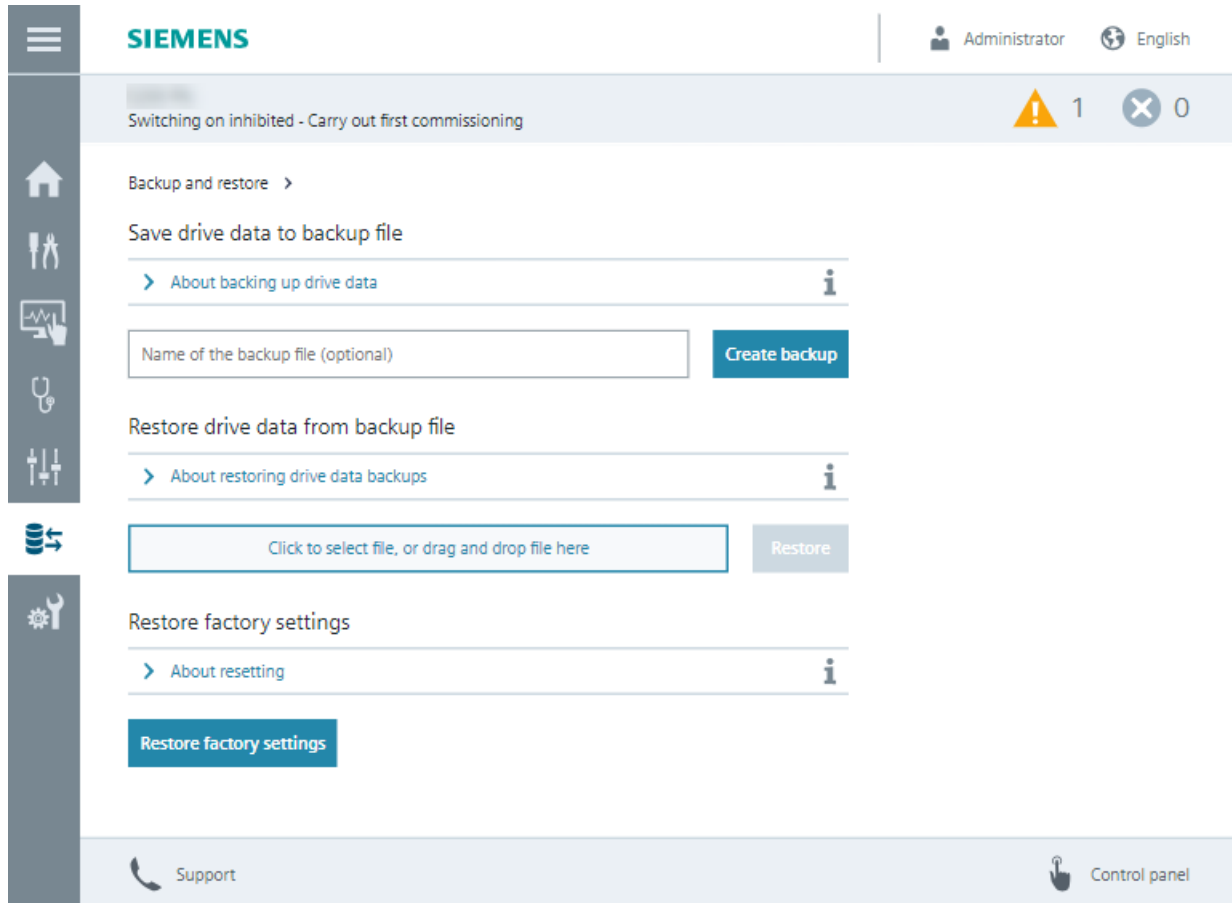 SIEMENS
Administrator
English
Switching on inhibited - Carry out first commissioning
1
0
Backup and restore >
Save drive data to backup file
About backing up drive data
Name of the backup file (optional)
Create backup
Restore drive data from backup file
About restoring drive data backups
Click to select file, or drag and drop file here
Restore
Restore factory settings
About resetting
Restore factory settings
Support
Control panel